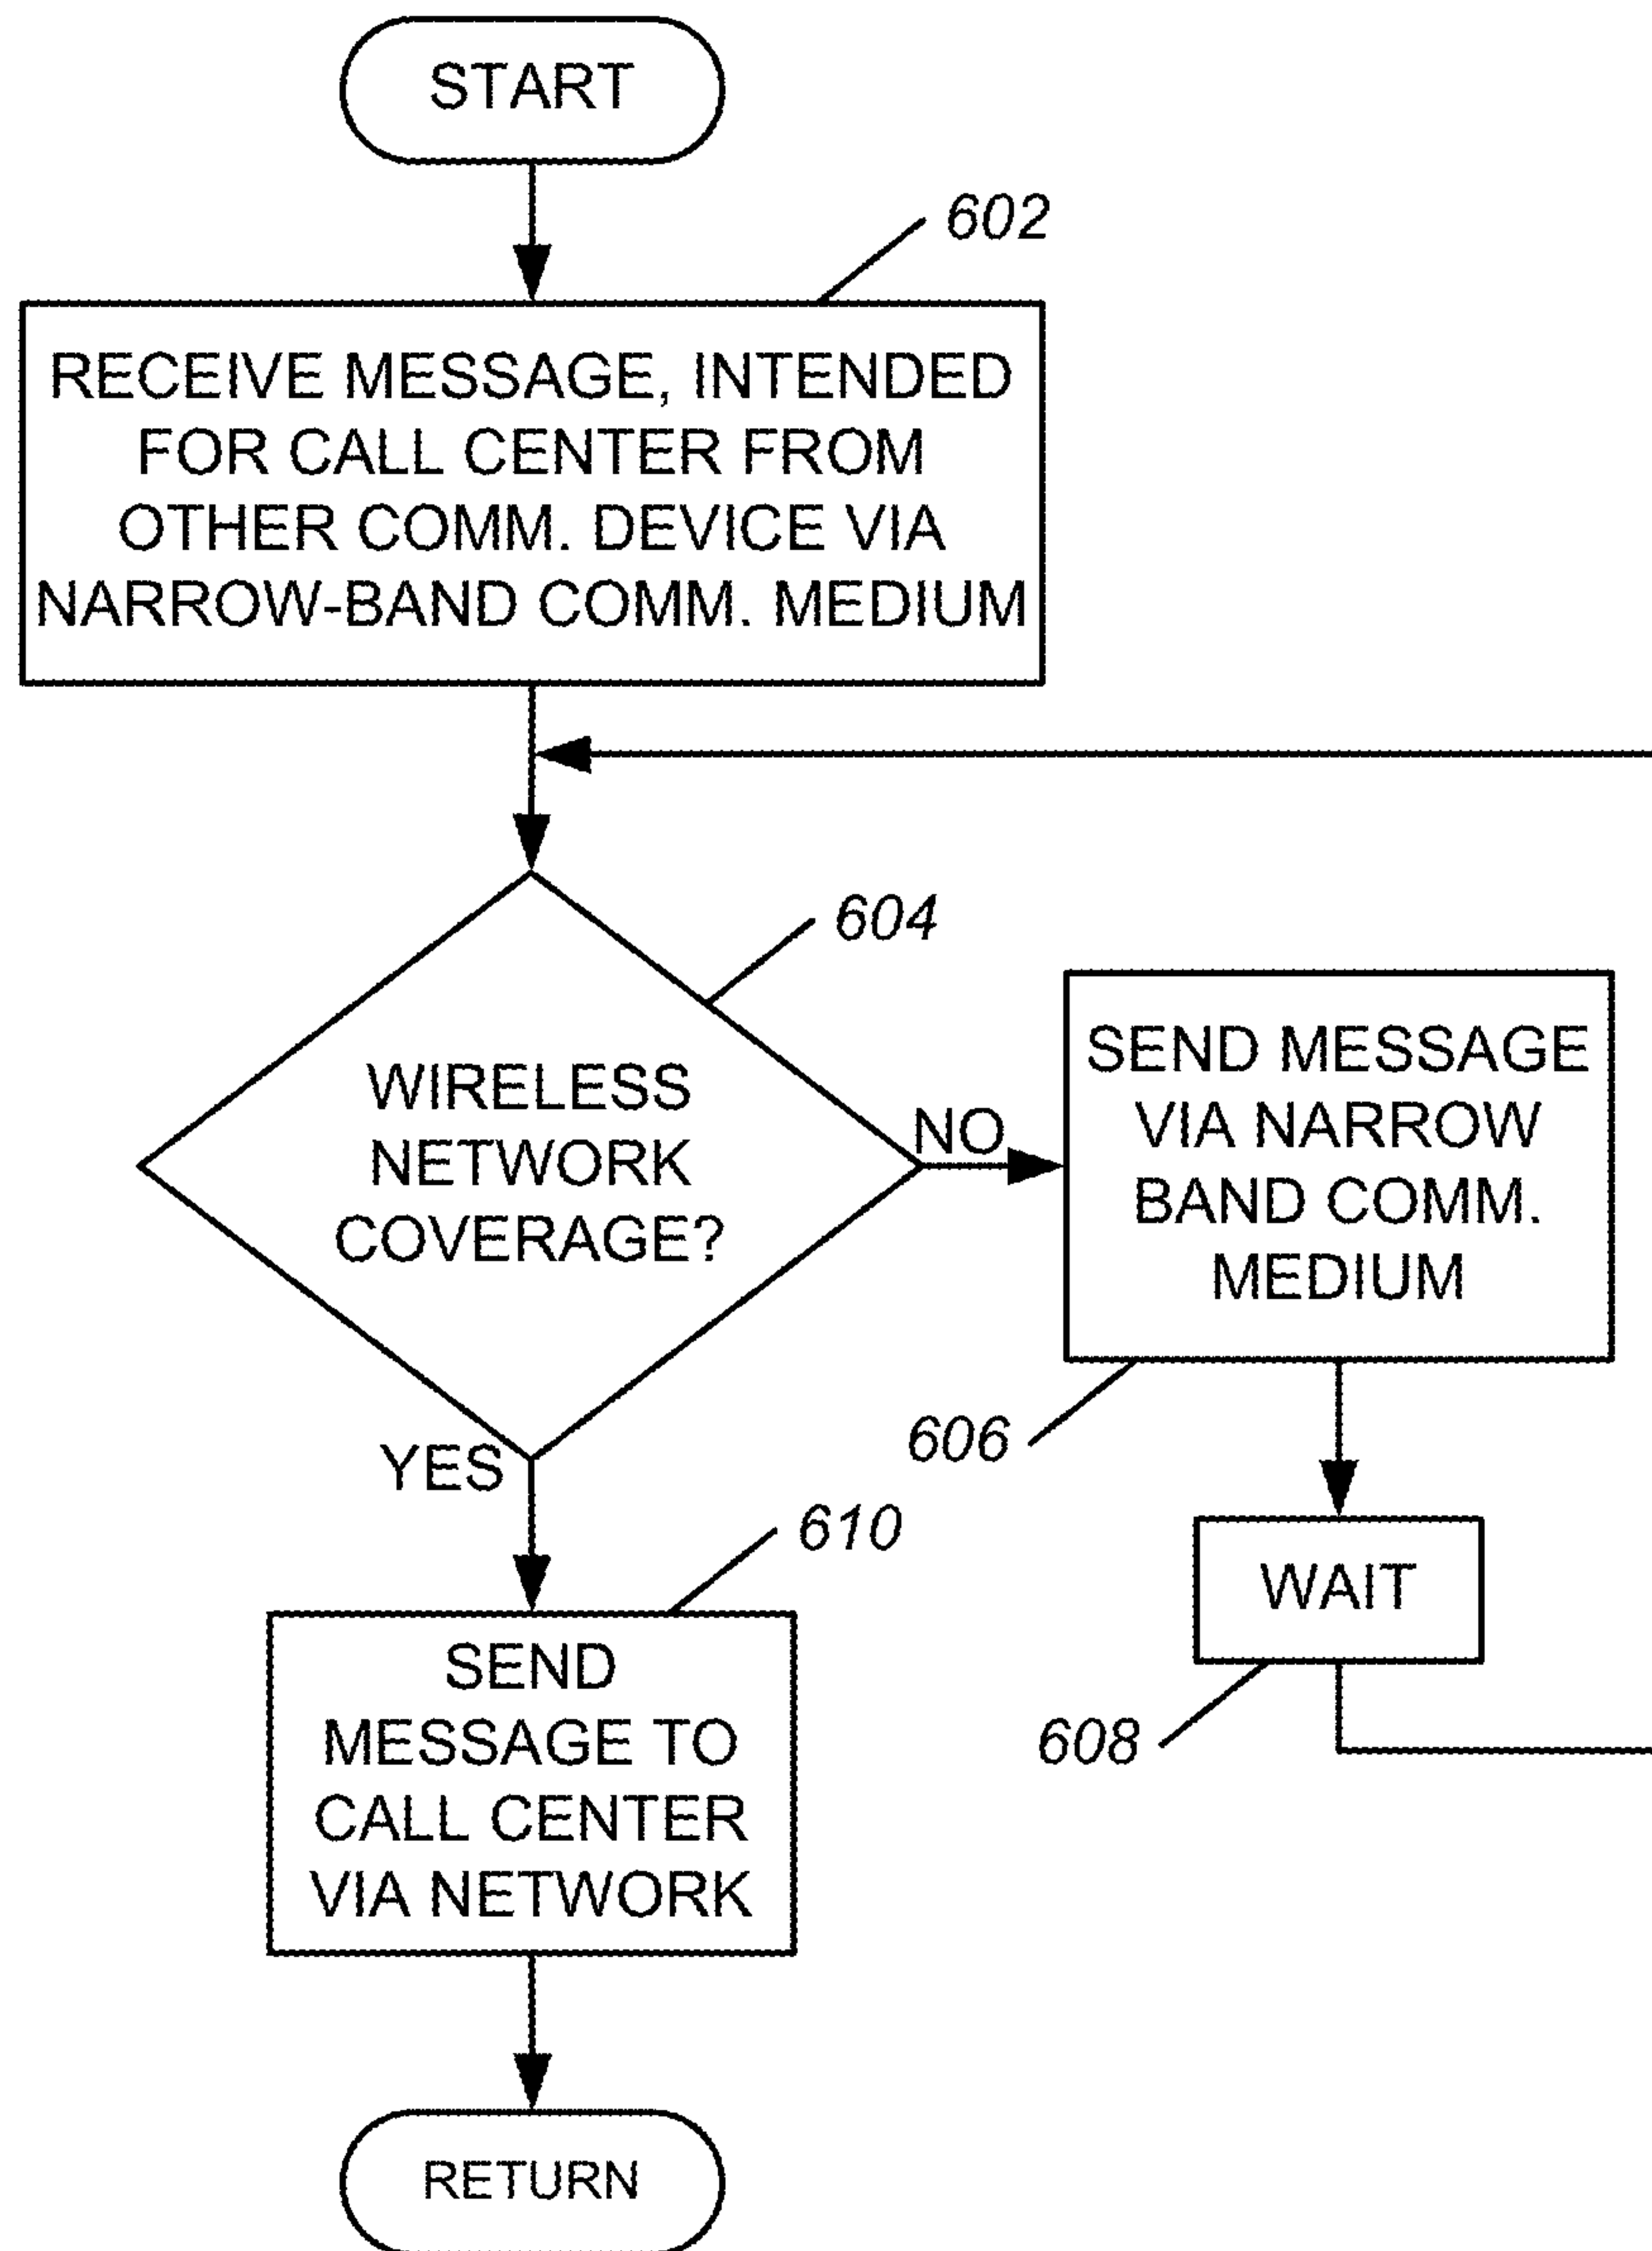 START
602
RECEIVE MESSAGE, INTENDED
FOR CALL CENTER FROM
OTHER COMM. DEVICE VIA
NARROW-BAND COMM. MEDIUM
604
WIRELESS
NETWORK
COVERAGE?
NO
SEND MESSAGE
VIA NARROW
BAND COMM.
MEDIUM
606
YES
610
WAIT
608
SEND
MESSAGE TO
CALL CENTER
VIA NETWORK
RETURN